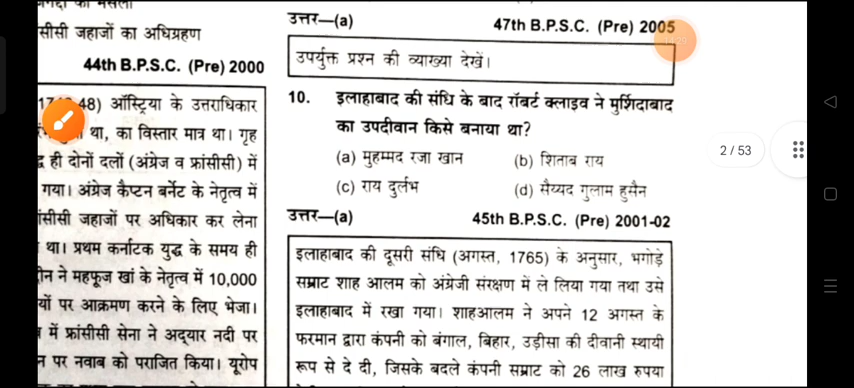 सीसी जहाजों का अधिग्रहण
44th B.P.S.C. (Pre) 2000
48) ऑस्ट्रिया के उत्तराधिकार
था, का विस्तार मात्र था। गृह
ही दोनों दलों (अंग्रेज व फ्रांसीसी) में
गया। अंग्रेज कैप्टन बर्नेट के नेतृत्व में
ांसीसी जहाजों पर अधिकार कर लेना
था। प्रथम कर्नाटक युद्ध के समय ही
ने महफूज खां के नेतृत्व में 10,000
यों पर आक्रमण करने के लिए भेजा।
में फ्रांसीसी सेना ने अद्यार नदी पर
न पर नवाब को पराजित किया। यूरोप
उत्तर—(a)
47th B.P.S.C. (Pre) 2005
उपर्युक्त प्रश्न की व्याख्या देखें।
10. इलाहाबाद की संधि के बाद रॉबर्ट क्लाइव ने मुर्शिदाबाद
का उपदीवान किसे बनाया था?
(a) मुहम्मद रजा खान (b) शिताब राय
(c) राय दुर्लभ (d) सैय्यद गुलाम हुसैन
उत्तर—(a) 45th B.P.S.C. (Pre) 2001-02
इलाहाबाद की दूसरी संधि (अगस्त, 1765) के अनुसार, भगोड़े
सम्राट शाह आलम को अंग्रेजी संरक्षण में ले लिया गया तथा उसे
इलाहाबाद में रखा गया। शाहआलम ने अपने 12 अगस्त के
फरमान द्वारा कंपनी को बंगाल, बिहार, उड़ीसा की दीवानी स्थायी
रूप से दे दी, जिसके बदले कंपनी सम्राट को 26 लाख रुपया
2 / 53